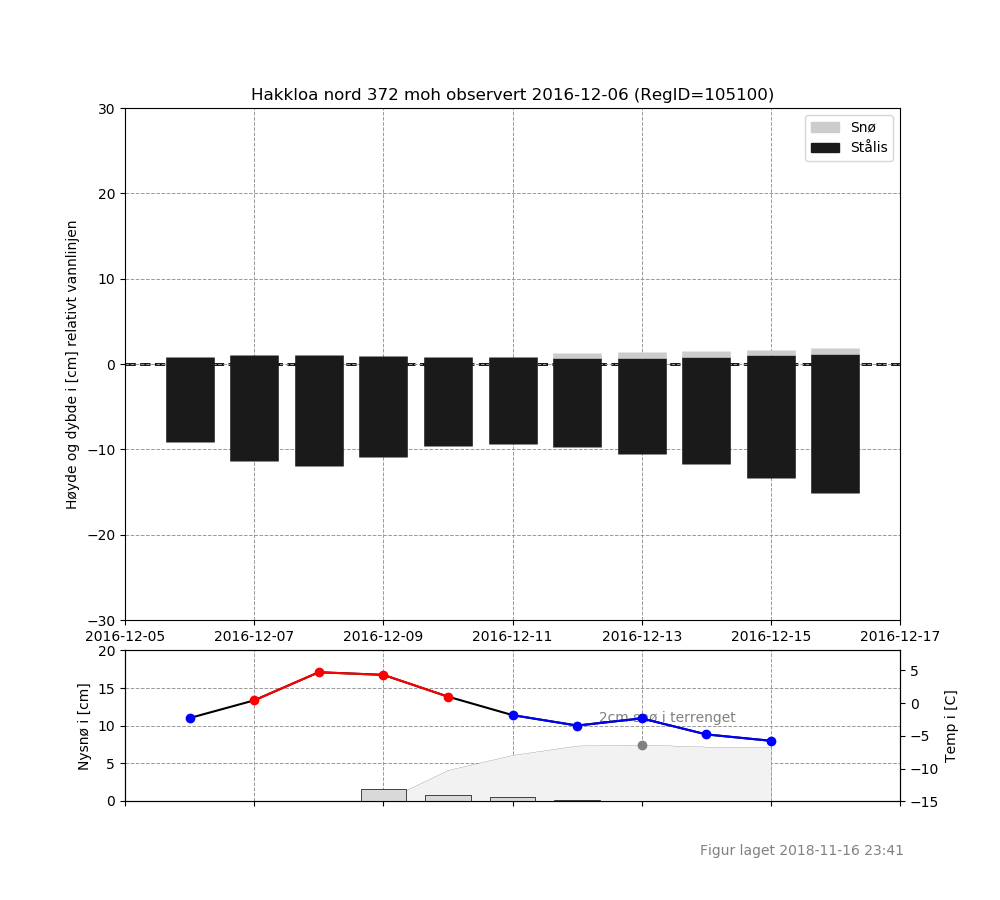 Hakkloa nord 372 moh observert 2016-12-06 (RegID=105100)
Høyde og dybde i [cm] relativt vannlinjen
30
20
10
0
−10
−20
−30
Snø
Stålis
2016-12-05 2016-12-07 2016-12-09 2016-12-11 2016-12-13 2016-12-15 2016-12-17
Nysnø i [cm]
20
15
10
5
0
2cm snø i terrenget
5
0
−5
−10
−15
Temp i [C]
Figur laget 2018-11-16 23:41